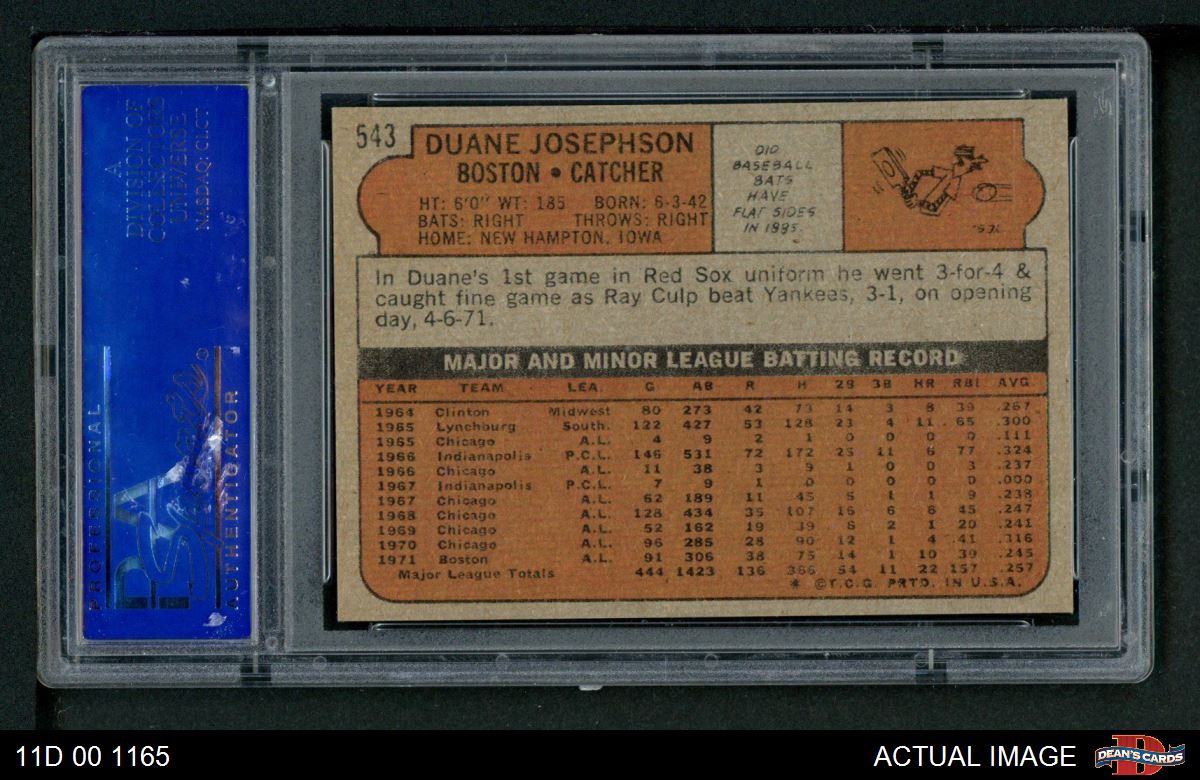 A
DIVISION OF
COLLECTORS
UNIVERSE
NASDAQ: CLCT
PROFESSIONAL
PSA
AUTHENTICATOR
543
DUANE JOSEPHSON
BOSTON • CATCHER
HT: 6'0" WT: 185 BORN: 6-3-42
BATS: RIGHT THROWS: RIGHT
HOME: NEW HAMPTON, IOWA
DID
BASEBALL
BATS
HAVE
FLAT SIDES
IN 1885
In Duane's 1st game in Red Sox uniform he went 3-for-4 &
caught fine game as Ray Culp beat Yankees, 3-1, on opening
day, 4-6-71.
MAJOR AND MINOR LEAGUE BATTING RECORD
YEAR TEAM LEA. G AB R H 2B 3B HR RBI AVG.
1964 Clinton Midwest 80 273 42 73 14 3 8 39 .267
1965 Lynchburg South. 122 427 53 128 23 4 11 65 .300
1965 Chicago A.L. 4 9 2 1 0 0 0 0 .111
1966 Indianapolis P.C.L. 146 531 72 172 25 11 6 77 .324
1966 Chicago A.L. 11 38 3 9 1 0 0 3 .237
1967 Indianapolis P.C.L. 7 9 1 0 0 0 0 0 .000
1967 Chicago A.L. 62 189 11 45 5 1 1 9 .238
1968 Chicago A.L. 128 434 35 107 16 6 6 45 .247
1969 Chicago A.L. 52 162 19 39 6 2 1 20 .241
1970 Chicago A.L. 96 285 28 90 12 1 4 41 .316
1971 Boston A.L. 91 306 38 75 14 1 10 39 .245
Major League Totals 444 1423 136 366 54 11 22 157 .257
* ©T.C.G. PRTD. IN U.S.A.
11D 00 1165
ACTUAL IMAGE
DEAN'S CARDS